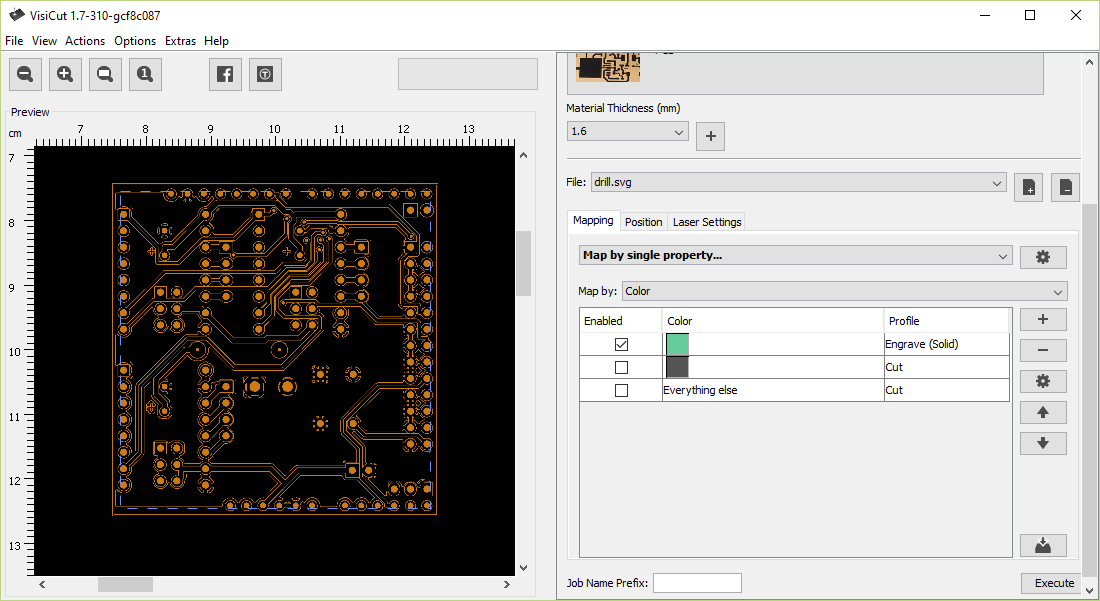 VisiCut 1.7-310-gcf8c087
File View Actions Options Extras Help
Preview
cm
7 8 9 10 11 12 13
7
8
9
10
11
12
13
Material Thickness (mm)
1.6
File: drill.svg
Mapping Position Laser Settings
Map by single property...
Map by: Color
Enabled Color Profile
Engrave (Solid)
Cut
Everything else Cut
Job Name Prefix: Execute